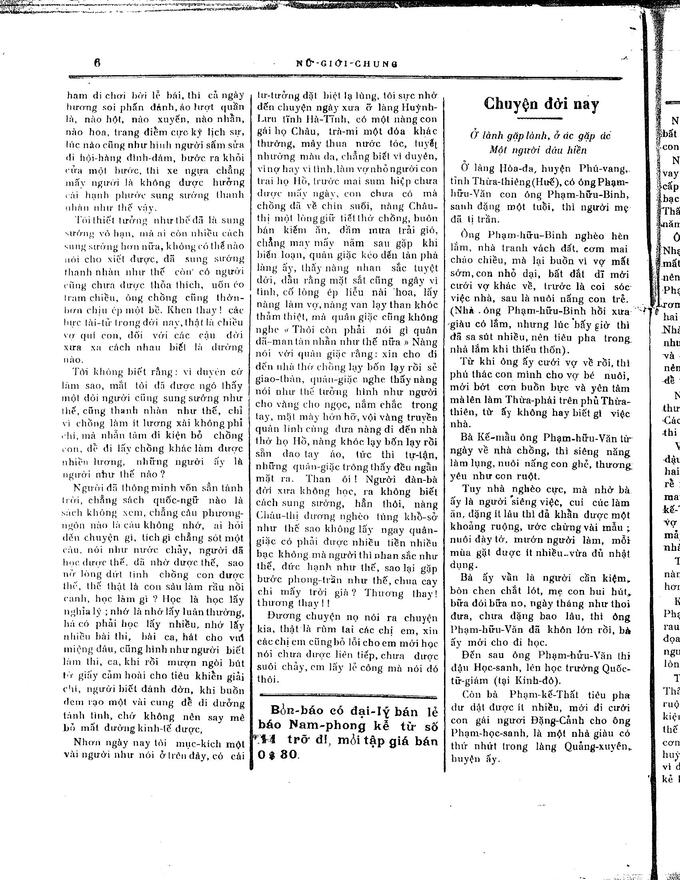 6
NỮ-GIỚI-CHUNG
ham đi chơi bời lê bái, thì cả ngày
hương soi phấn đánh, áo lượt quần
là, nào hột, nào xuyến, nào nhẫn,
nào hoa, trang điểm cực kỳ lịch sự,
lúc nào cũng như hình người sắm sửa
đi hội-hàng đình-đám, bước ra khỏi
cửa một bước, thì xe ngựa chẳng
mấy người là không được hưởng
cái hạnh phước sung sướng thanh
nhàn như thế vậy.
Tôi thiết tưởng như thế đã là sung
sướng vô hạn, mà ai còn nhiều cách
sung sướng hơn nữa, không có thể nào
nói cho xiết được, đã sung sướng
thanh nhàn như thế còn có người
cũng chưa được thỏa thích, uốn éo
trăm chiều, ông chồng cũng thờn-
bơn chịu ép một bề. Khen thay! các
bực tài-tử trong đời nay, thật là chiều
vợ quí con, đối với các cậu đời
xưa xa cách nhau biết là dường
nào.
Tôi không biết rằng: vì duyên cớ
làm sao, mắt tôi đã được ngó thấy
một đôi người cũng sung sướng như
thế, cũng thanh nhàn như thế, chỉ
vì chồng làm ít lương xài không phỉ
chí, mà nhẫn tâm đi kiện bỏ chồng
con, để đi lấy chồng khác làm được
nhiều lương, những người ấy là
người như thế nào?
Người đã thông minh vốn sẵn tánh
trời, chẳng sách quốc-ngữ nào là
sách không xem, chẳng câu phương-
ngôn nào là câu không nhớ, ai hỏi
đến chuyện gì, tích gì chẳng sót một
câu, nói như nước chảy, người đã
học được thế, đã nhớ được thế, sao
nỡ lòng dứt tình chồng con được
thế, thế thật là con sâu làm rầu nồi
canh, học làm gì? Học là học lấy
nghĩa lý; nhớ là nhớ lấy luân thường,
há có phải học lấy nhiều, nhớ lấy
nhiều bài thi, bài ca, hát cho vui
miệng đâu, cũng hình như người biết
làm thi, ca, khi rồi mượn ngòi bút
tờ giấy cảm hoài cho tiêu khiển giải
chí, người biết đánh đờn, khi buồn
đem rạo một vài cung để di dưỡng
tánh tình, chớ không nên say mê
bỏ mất đường kinh-tế được,
Nhơn ngày nay tôi mục-kích một
vài người như nói ở trên đây, có cái
tư-tưởng đặt biệt lạ lùng, tôi sực nhớ
đến chuyện ngày xưa ở làng Huỳnh-
Lưu tỉnh Hà-Tĩnh, có một nàng con
gái họ Châu, trà-mi một đóa khác
thường, mây thua nước tóc, tuyết
nhường màu da, chẳng biết vì duyên,
vì nợ hay vì tình, làm vợ nhỏ người con
trai họ Hồ, trước mai sum hiệp chưa
được mấy ngày, con chưa có mà
chồng đã về chín suối, nàng Châu-
thị một lòng giữ tiết thờ chồng, buôn
bán kiếm ăn, dầm mưa trải gió,
chẳng may mấy năm sau gặp khi
biến loạn, quân giặc kéo đến tàn phá
làng ấy, thấy nàng nhan sắc tuyệt
đời, dầu rằng mặt sắt cũng ngây vì
tình, cố lòng ép liễu nài hoa, lấy
nàng làm vợ, nàng van lạy than khóc
thảm thiệt, mà quân giặc cũng không
nghe « Thôi còn phải nói gì quân
dã-man tàn nhẫn như thế nữa » Nàng
nói với quân giặc rằng: xin cho đi
đến nhà thờ chồng lạy bốn lạy rồi sẽ
giao-thân, quân-giặc nghe thấy nàng
nói như thế tưởng hình như người
cho vàng cho ngọc, nắm chắc trong
tay, mặt mày hớn hở, vội vàng truyền
quân lính cùng đưa nàng đi đến nhà
thờ họ Hồ, nàng khóc lạy bốn lạy rồi
sẵn dao tay áo, tức thì tự-tận,
những quân-giặc trông thấy đều ngẩn
mặt ra. Than ôi! Người đàn-bà
đời xưa không học, ra không biết
cách sung sướng, hẳn thôi, nàng
Châu-thị đương nghèo túng khổ-sở
như thế sao không lấy ngay quân-
giặc có phải được nhiều tiền nhiều
bạc không mà người thì nhan sắc như
thế, đức hạnh như thế, sao lại gặp
bước phong-trần như thế, chua cay
chi mấy trời già? Thương thay!
thương thay!!
Đương chuyện nọ nói ra chuyện
kia, thật là rùm tai các chị em, xin
các chị em cũng bỏ lỗi cho em mới học
nói chưa được liên tiếp, chưa được
suôi chảy, em lấy lẽ công mà nói đó
thôi.
Bổn-báo có đại-lý bán lẻ
báo Nam-phong kể từ số
14 trở đi, mỗi tập giá bán
0 $ 30.
Chuyện đời nay
Ở lành gặp lành, ở ác gặp ác
Một người dâu hiền
Ở làng Hòa-đa, huyện Phú-vang,
tỉnh Thừa-thiêng (Huế), có ông Phạm-
hữu-Văn con ông Phạm-hữu-Binh,
sanh đặng một tuổi, thì người mẹ
đã tị trần.
Ông Phạm-hữu-Binh nghèo hèn
lắm, nhà tranh vách đất, cơm mai
cháo chiều, mà lại buồn vì vợ mất
sớm, con nhỏ dại, bất đắt dĩ mới
cưới vợ khác về, trước là coi sóc
việc nhà, sau là nuôi nấng con trẻ.
(Nhà ông Phạm-hữu-Binh hồi xưa
giàu có lắm, nhưng lúc bấy giờ thì
đã sa sút nhiều, nên tiêu pha trong
nhà lắm khi thiếu thốn).
Từ khi ông ấy cưới vợ về rồi, thì
phú thác con mình cho vợ bé nuôi,
mới bớt cơn buồn bực và yên tâm
mà lên làm Thừa-phái trên phủ Thừa-
thiên, từ ấy không hay biết gì việc
nhà.
Bà Kế-mẫu ông Phạm-hữu-Văn từ
ngày về nhà chồng, thì siêng năng
làm lụng, nuôi nấng con ghẻ, thương
yêu như con ruột.
Tuy nhà nghèo cực, mà nhờ bà
ấy là người siêng việc, cui cúc làm
ăn, dặng ít lâu thì đã khẩn được một
khoảng ruộng, ước chừng vài mẫu;
nuôi đày tớ, mướn người làm, mỗi
mùa gặt được ít nhiều vừa đủ nhật
dụng.
Bà ấy vẫn là người cần kiệm,
bòn chen chắt lót, mẹ con hui hút,
bữa đói bữa no, ngày tháng như thoi
đưa, chưa dặng bao lâu, thì ông
Phạm-hữu-Văn đã khôn lớn rồi, bà
ấy mới cho đi học.
Đến sau ông Phạm-hữu-Văn thi
đậu Học-sanh, lên học trường Quốc-
tử-giám (tại Kinh-đô).
Còn bà Phạm-kế-Thất tiêu pha
dư dật được ít nhiều, mới đi cưới
con gái người Đặng-Cảnh cho ông
Phạm-học-sanh, là một nhà giàu có
thứ nhứt trong làng Quảng-xuyên,
huyện ấy.